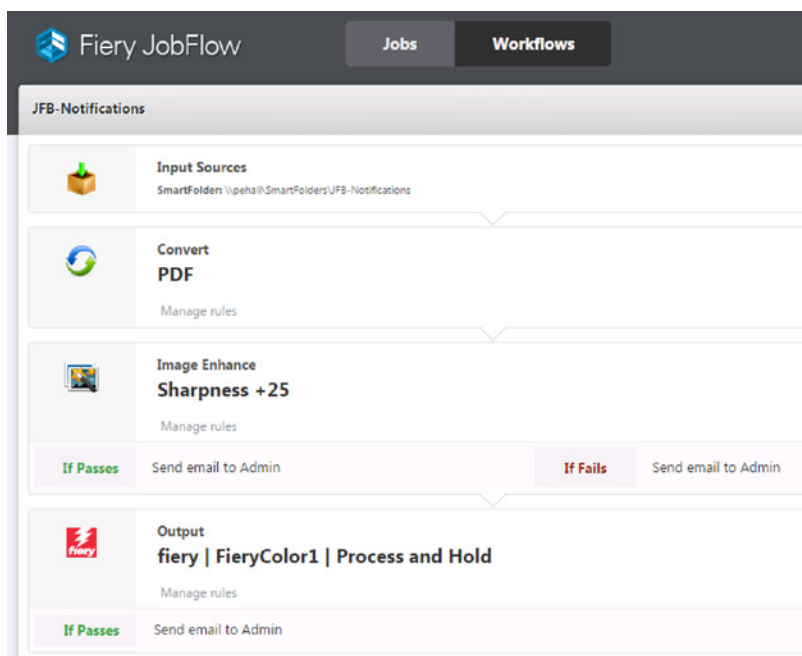 Fiery JobFlow
Jobs
Workflows
JFB-Notifications
Input Sources
SmartFolder: \\pehall\SmartFolders\JFB-Notifications
Convert
PDF
Manage rules
Image Enhance
Sharpness +25
Manage rules
If Passes
Send email to Admin
If Fails
Send email to Admin
fiery
Output
fiery | FieryColor1 | Process and Hold
Manage rules
If Passes
Send email to Admin